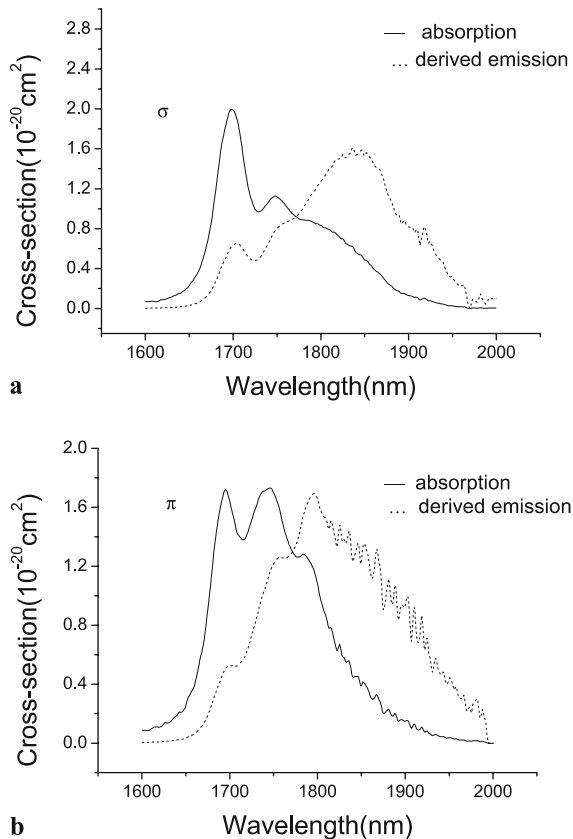 2.8
2.4
2.0
1.6
1.2
0.8
0.4
0.0
Cross-section(10⁻²⁰cm²)
σ
absorption
derived emission
1600 1700 1800 1900 2000
Wavelength(nm)
a
2.0
1.6
1.2
0.8
0.4
0.0
Cross-section(10⁻²⁰cm²)
π
absorption
derived emission
1600 1700 1800 1900 2000
Wavelength(nm)
b